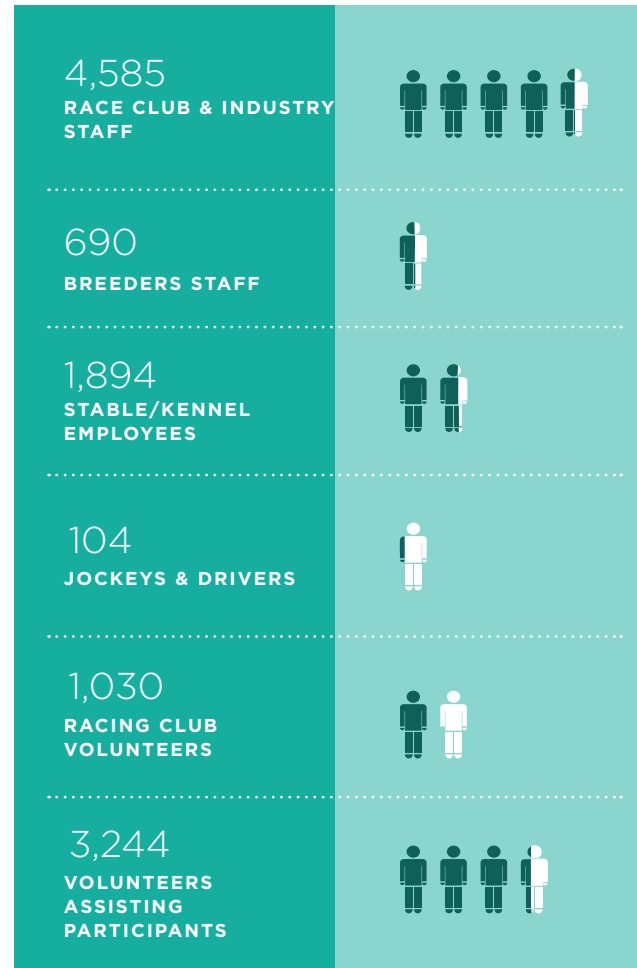 4,585
RACE CLUB & INDUSTRY
STAFF
690
BREEDERS STAFF
1,894
STABLE/KENNEL
EMPLOYEES
104
JOCKEYS & DRIVERS
1,030
RACING CLUB
VOLUNTEERS
3,244
VOLUNTEERS
ASSISTING
PARTICIPANTS